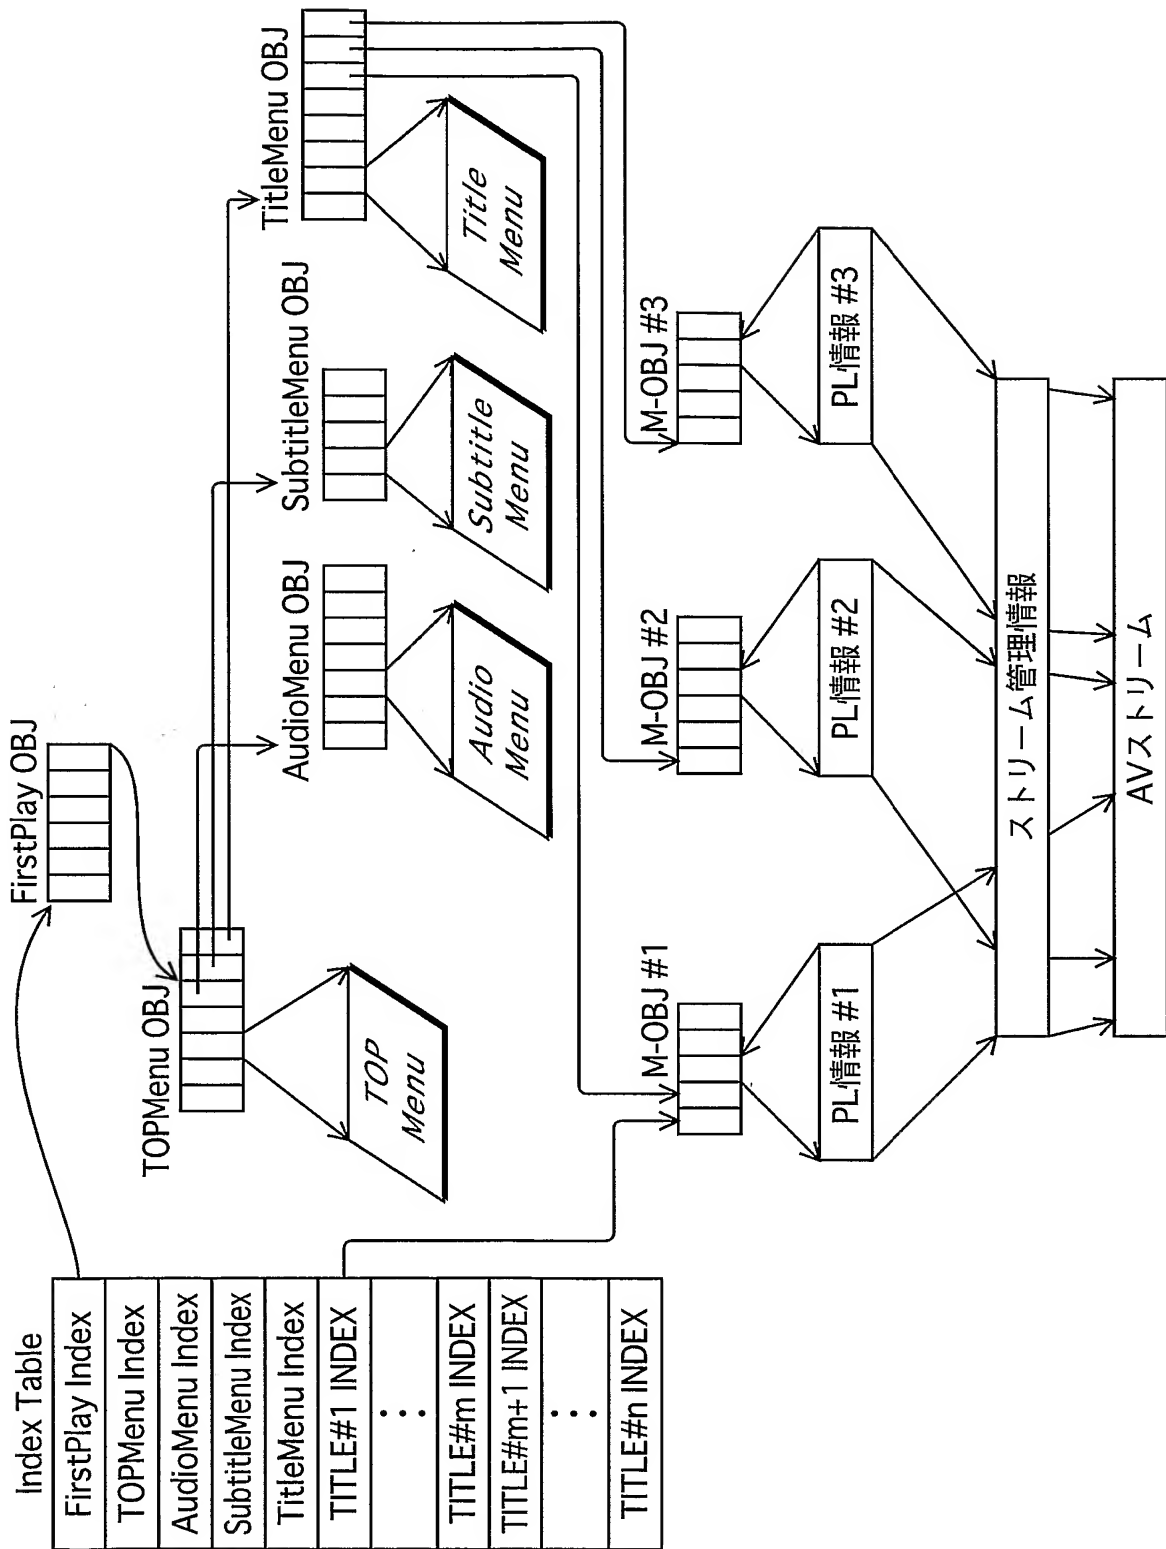 Index Table
FirstPlay Index
TOPMenu Index
AudioMenu Index
SubtitleMenu Index
TitleMenu Index
TITLE#1 INDEX
・・・
TITLE#m INDEX
TITLE#m+1 INDEX
・・・
TITLE#n INDEX
FirstPlay OBJ
TOPMenu OBJ
TOP
Menu
AudioMenu OBJ
Audio
Menu
SubtitleMenu OBJ
Subtitle
Menu
TitleMenu OBJ
Title
Menu
M-OBJ #1
M-OBJ #2
M-OBJ #3
PL情報 #1
PL情報 #2
PL情報 #3
ストリーム管理情報
AVストリーム